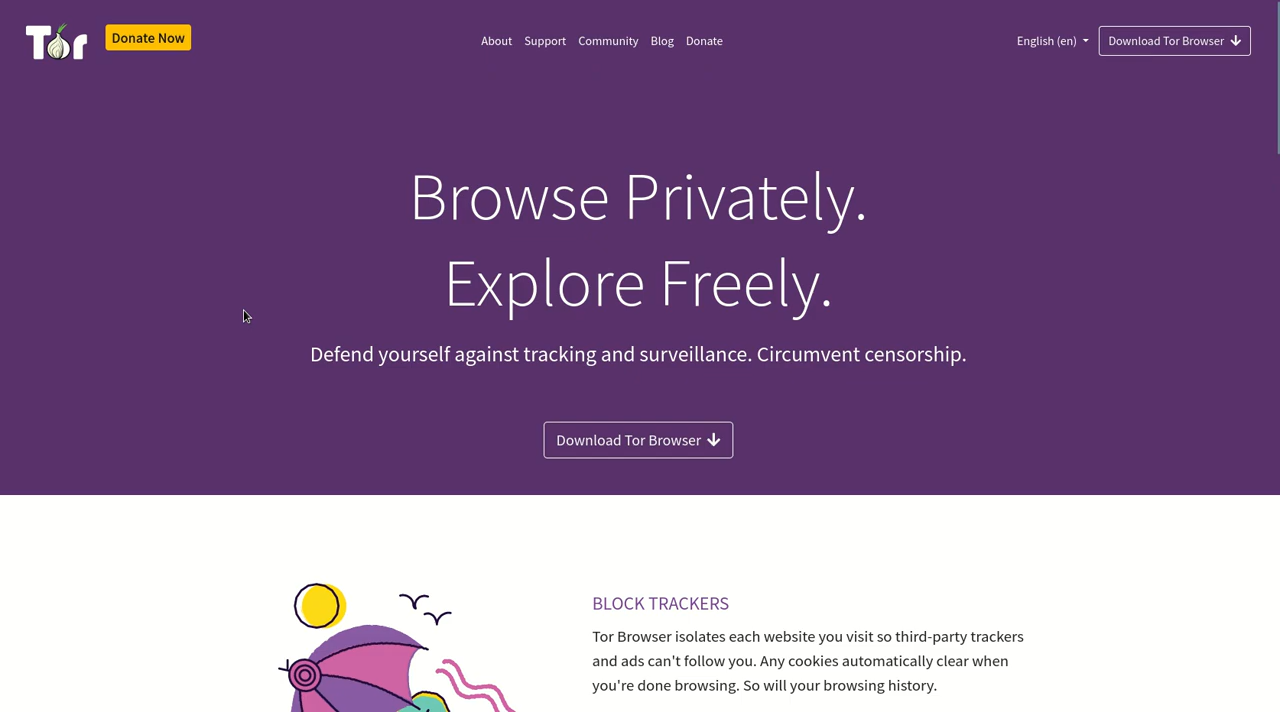 Tor
Donate Now
About Support Community Blog Donate
English (en)
Download Tor Browser
Browse Privately.
Explore Freely.
Defend yourself against tracking and surveillance. Circumvent censorship.
Download Tor Browser
BLOCK TRACKERS
Tor Browser isolates each website you visit so third-party trackers
and ads can't follow you. Any cookies automatically clear when
you're done browsing. So will your browsing history.